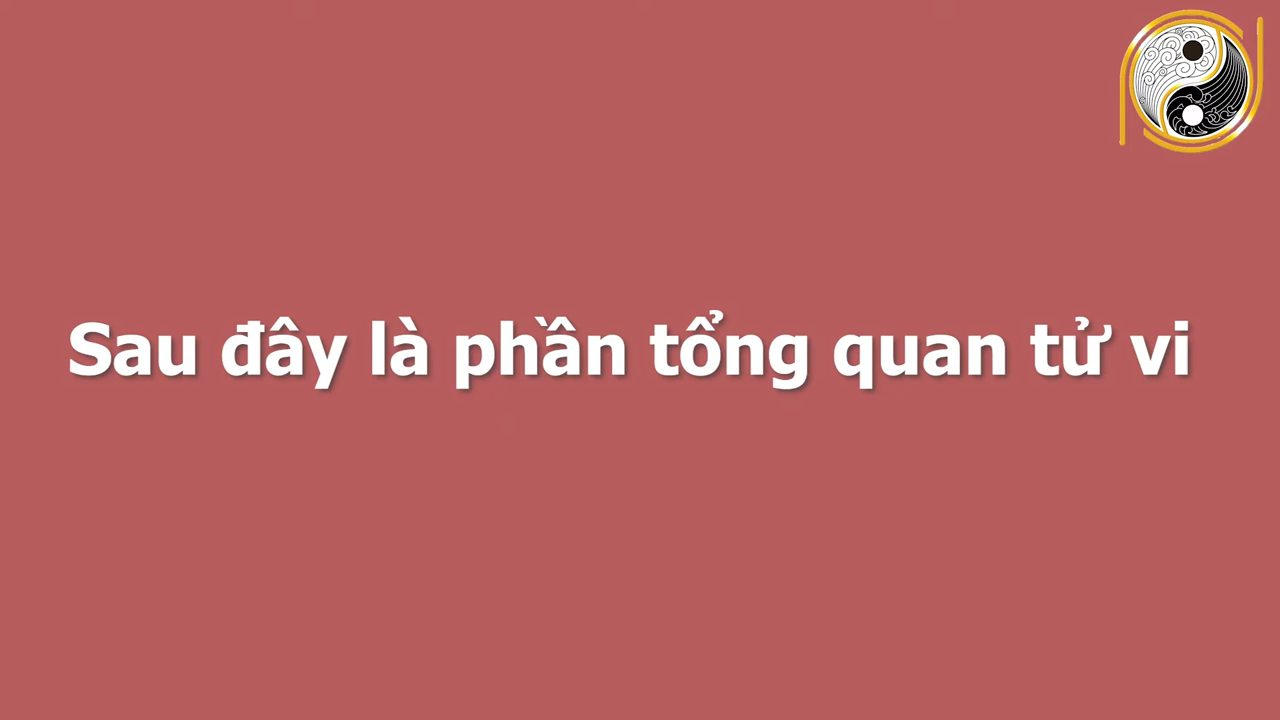 Sau đây là phần tổng quan tử vi